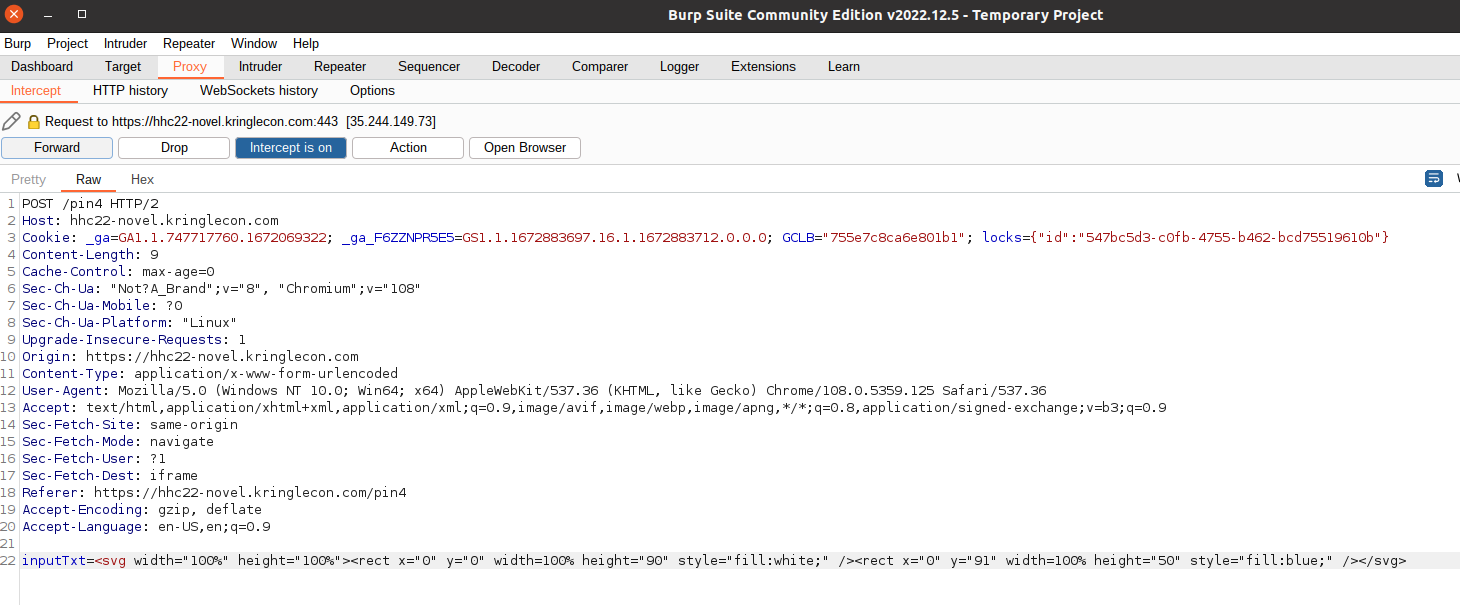 Burp Suite Community Edition v2022.12.5 - Temporary Project
Burp Project Intruder Repeater Window Help
Dashboard Target Proxy Intruder Repeater Sequencer Decoder Comparer Logger Extensions Learn
Intercept HTTP history WebSockets history Options
Request to https://hhc22-novel.kringlecon.com:443 [35.244.149.73]
Forward Drop Intercept is on Action Open Browser
Pretty Raw Hex
1 POST /pin4 HTTP/2
2 Host: hhc22-novel.kringlecon.com
3 Cookie: _ga=GA1.1.747717760.1672069322; _ga_F6ZZNPR5E5=GS1.1.1672883697.16.1.1672883712.0.0.0; GCLB="755e7c8ca6e801b1"; locks={"id":"547bc5d3-c0fb-4755-b462-bcd75519610b"}
4 Content-Length: 9
5 Cache-Control: max-age=0
6 Sec-Ch-Ua: "Not?A_Brand";v="8", "Chromium";v="108"
7 Sec-Ch-Ua-Mobile: ?0
8 Sec-Ch-Ua-Platform: "Linux"
9 Upgrade-Insecure-Requests: 1
10 Origin: https://hhc22-novel.kringlecon.com
11 Content-Type: application/x-www-form-urlencoded
12 User-Agent: Mozilla/5.0 (Windows NT 10.0; Win64; x64) AppleWebKit/537.36 (KHTML, like Gecko) Chrome/108.0.5359.125 Safari/537.36
13 Accept: text/html,application/xhtml+xml,application/xml;q=0.9,image/avif,image/webp,image/apng,*/*;q=0.8,application/signed-exchange;v=b3;q=0.9
14 Sec-Fetch-Site: same-origin
15 Sec-Fetch-Mode: navigate
16 Sec-Fetch-User: ?1
17 Sec-Fetch-Dest: iframe
18 Referer: https://hhc22-novel.kringlecon.com/pin4
19 Accept-Encoding: gzip, deflate
20 Accept-Language: en-US,en;q=0.9
21
22 inputTxt=<svg width="100%" height="100%"><rect x="0" y="0" width=100% height="90" style="fill:white;" /><rect x="0" y="91" width=100% height="50" style="fill:blue;" /></svg>